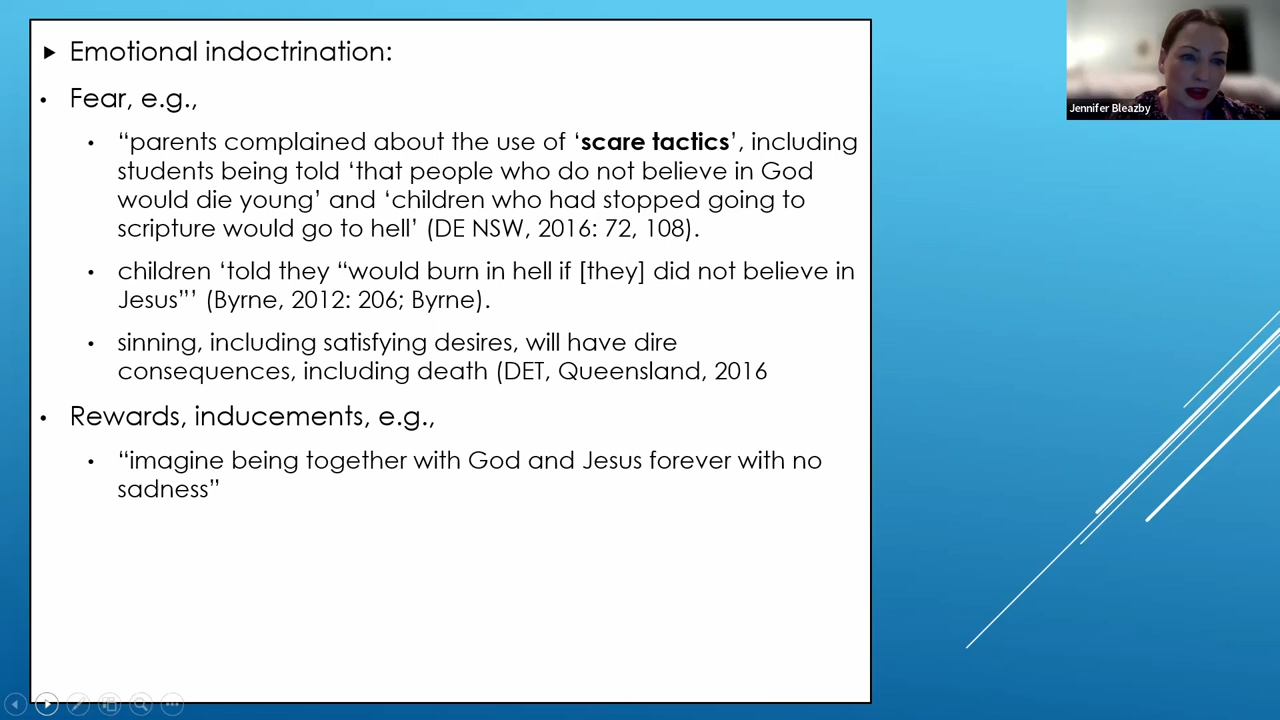 Emotional indoctrination:
Fear, e.g.,
“parents complained about the use of ‘scare tactics’, including
students being told ‘that people who do not believe in God
would die young’ and ‘children who had stopped going to
scripture would go to hell’ (DE NSW, 2016: 72, 108).
children ‘told they “would burn in hell if [they] did not believe in
Jesus”’ (Byrne, 2012: 206; Byrne).
sinning, including satisfying desires, will have dire
consequences, including death (DET, Queensland, 2016
Rewards, inducements, e.g.,
“imagine being together with God and Jesus forever with no
sadness”
Jennifer Bleazby